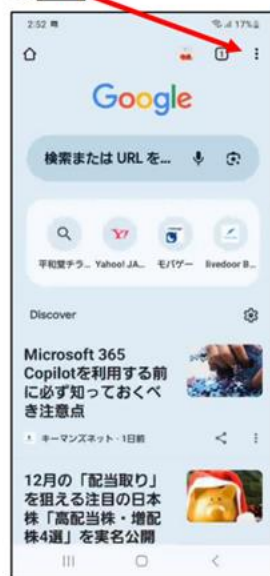 2:52
17%
1
Google
検索または URL を...
平和堂チラ...
Yahoo! JA...
モバゲー
livedoor B...
Discover
Microsoft 365
Copilotを利用する前
に必ず知っておくべ
き注意点
キーマンズネット・1日前
12月の「配当取り」
を狙える注目の日本
株「高配当株・増配
株4選」を実名公開